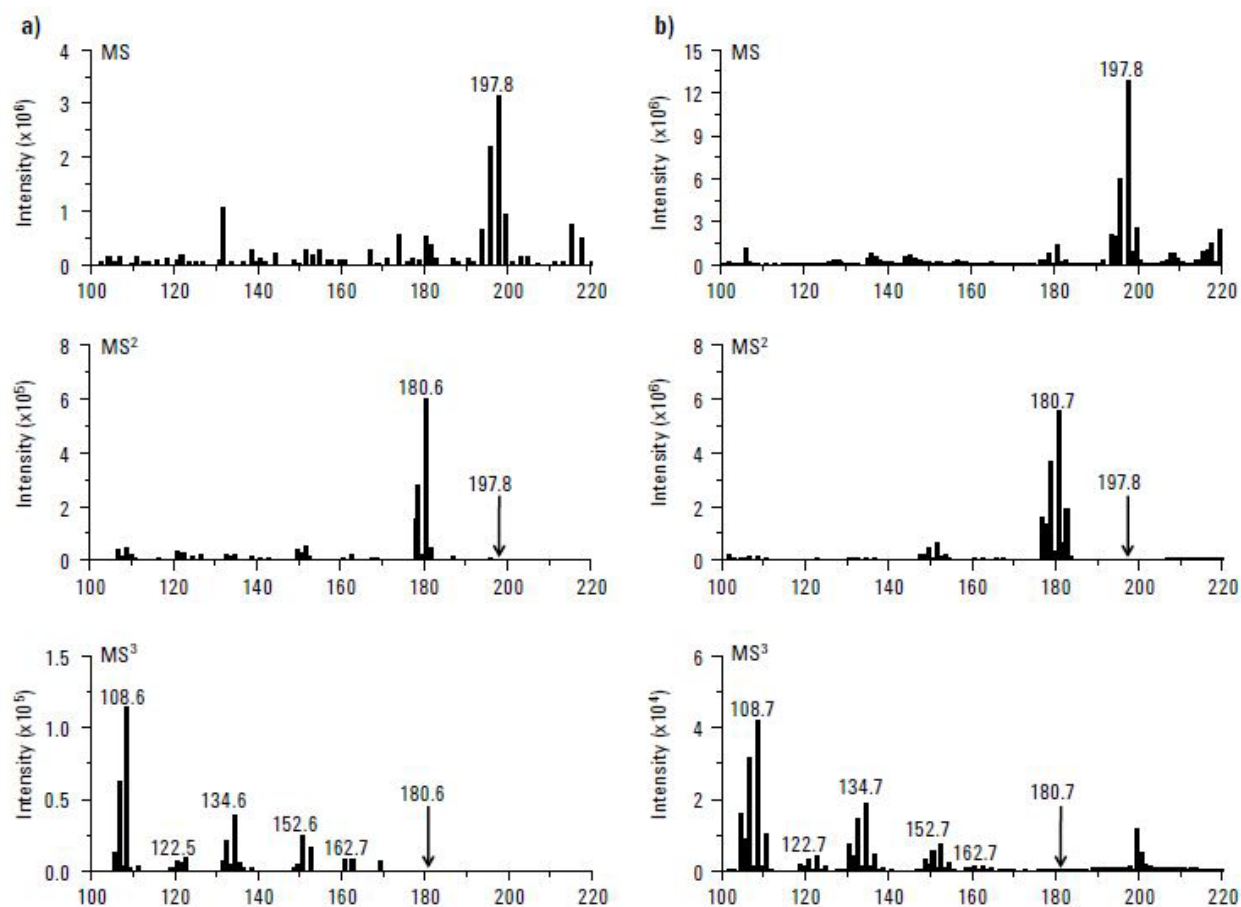 a)
MS
Intensity (x10⁶)
4
3
2
1
0
197.8
100 120 140 160 180 200 220
MS²
Intensity (x10⁵)
8
6
4
2
0
180.6
197.8
100 120 140 160 180 200 220
MS³
Intensity (x10⁵)
1.5
1.0
0.5
0.0
108.6
122.5
134.6
152.6
162.7
180.6
100 120 140 160 180 200 220
b)
MS
Intensity (x10⁶)
15
12
9
6
3
0
197.8
100 120 140 160 180 200 220
MS²
Intensity (x10⁶)
8
6
4
2
0
180.7
197.8
100 120 140 160 180 200 220
MS³
Intensity (x10⁴)
6
4
2
0
108.7
122.7
134.7
152.7
162.7
180.7
100 120 140 160 180 200 220